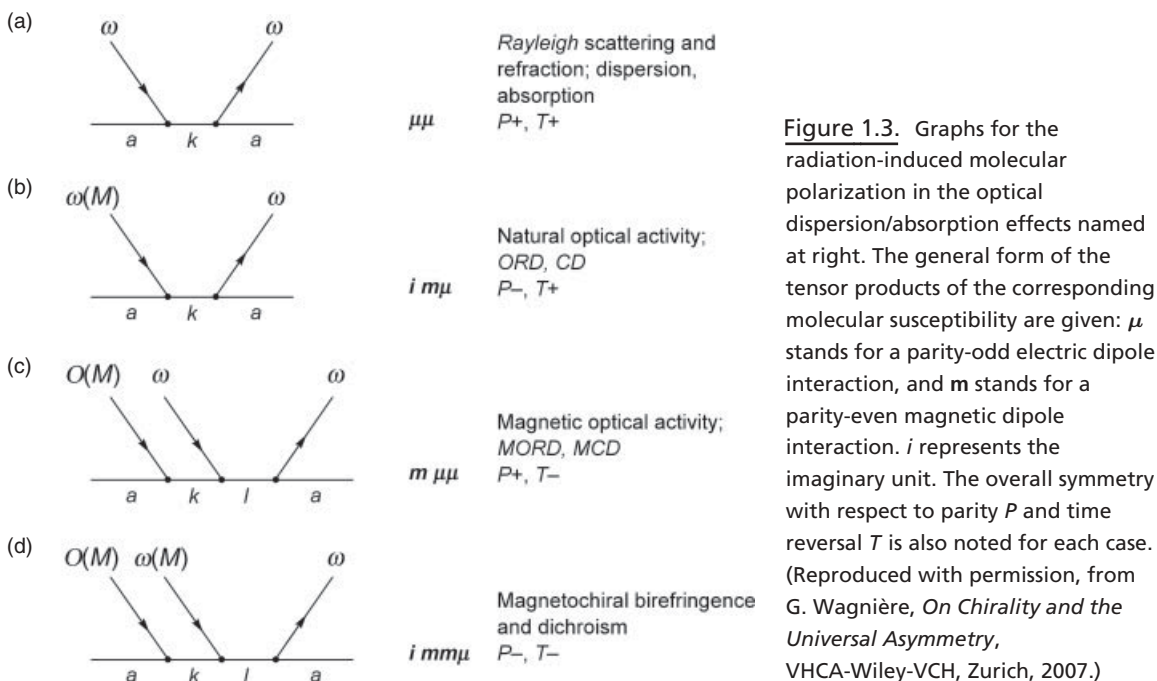 (a)
ω ω
a k a
μμ
Rayleigh scattering and
refraction; dispersion,
absorption
P+, T+
(b)
ω(M) ω
a k a
i mμ
Natural optical activity;
ORD, CD
P–, T+
(c)
O(M) ω ω
a k l a
m μμ
Magnetic optical activity;
MORD, MCD
P+, T–
(d)
O(M) ω(M) ω
a k l a
i mmμ
Magnetochiral birefringence
and dichroism
P–, T–
Figure 1.3. Graphs for the
radiation-induced molecular
polarization in the optical
dispersion/absorption effects named
at right. The general form of the
tensor products of the corresponding
molecular susceptibility are given: μ
stands for a parity-odd electric dipole
interaction, and m stands for a
parity-even magnetic dipole
interaction. i represents the
imaginary unit. The overall symmetry
with respect to parity P and time
reversal T is also noted for each case.
(Reproduced with permission, from
G. Wagnière, On Chirality and the
Universal Asymmetry,
VHCA-Wiley-VCH, Zurich, 2007.)